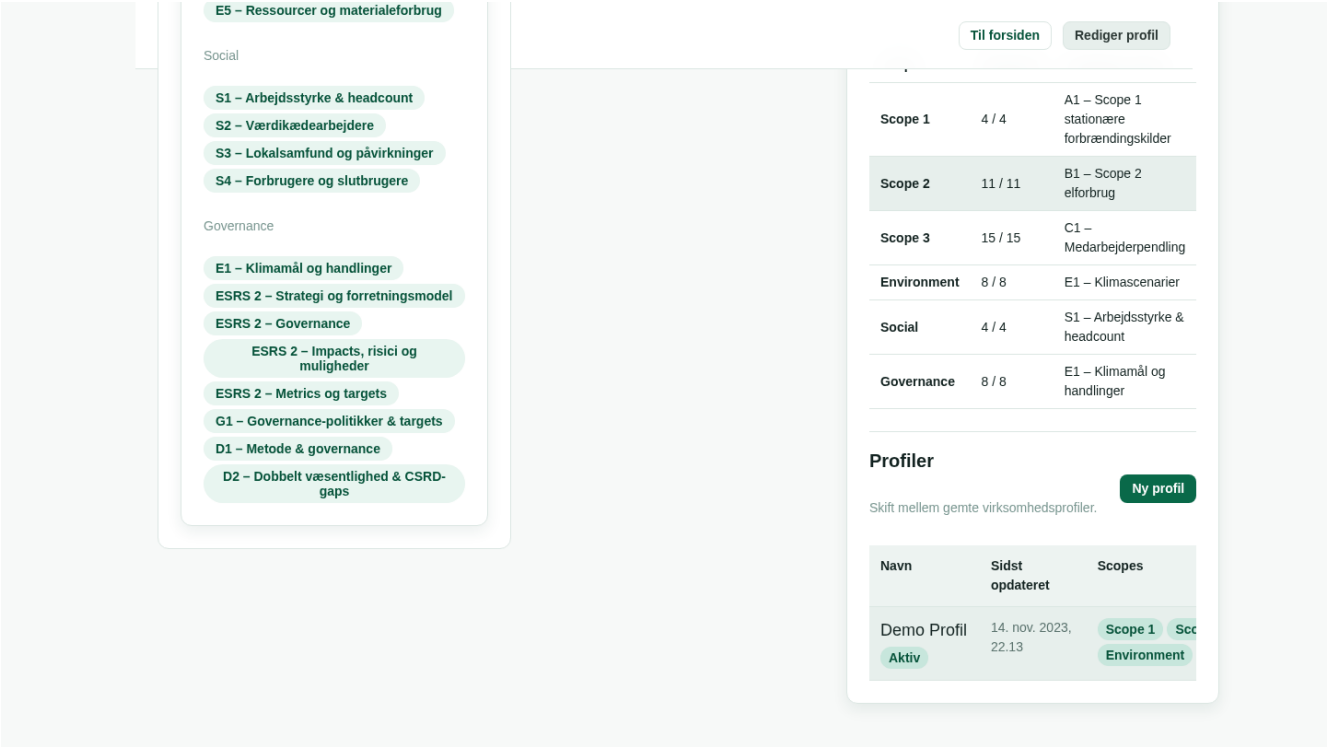 E5 – Ressourcer og materialeforbrug
Social
S1 – Arbejdsstyrke & headcount
S2 – Værdikædearbejdere
S3 – Lokalsamfund og påvirkninger
S4 – Forbrugere og slutbrugere
Governance
E1 – Klimamål og handlinger
ESRS 2 – Strategi og forretningsmodel
ESRS 2 – Governance
ESRS 2 – Impacts, risici og
muligheder
ESRS 2 – Metrics og targets
G1 – Governance-politikker & targets
D1 – Metode & governance
D2 – Dobbelt væsentlighed & CSRD-
gaps
Til forsiden
Rediger profil
Scope 1
4 / 4
A1 – Scope 1
stationære
forbrændingskilder
Scope 2
11 / 11
B1 – Scope 2
elforbrug
Scope 3
15 / 15
C1 –
Medarbejderpendling
Environment
8 / 8
E1 – Klimascenarier
Social
4 / 4
S1 – Arbejdsstyrke &
headcount
Governance
8 / 8
E1 – Klimamål og
handlinger
Profiler
Ny profil
Skift mellem gemte virksomhedsprofiler.
Navn
Sidst
opdateret
Scopes
Demo Profil
Aktiv
14. nov. 2023,
22.13
Scope 1
Environment